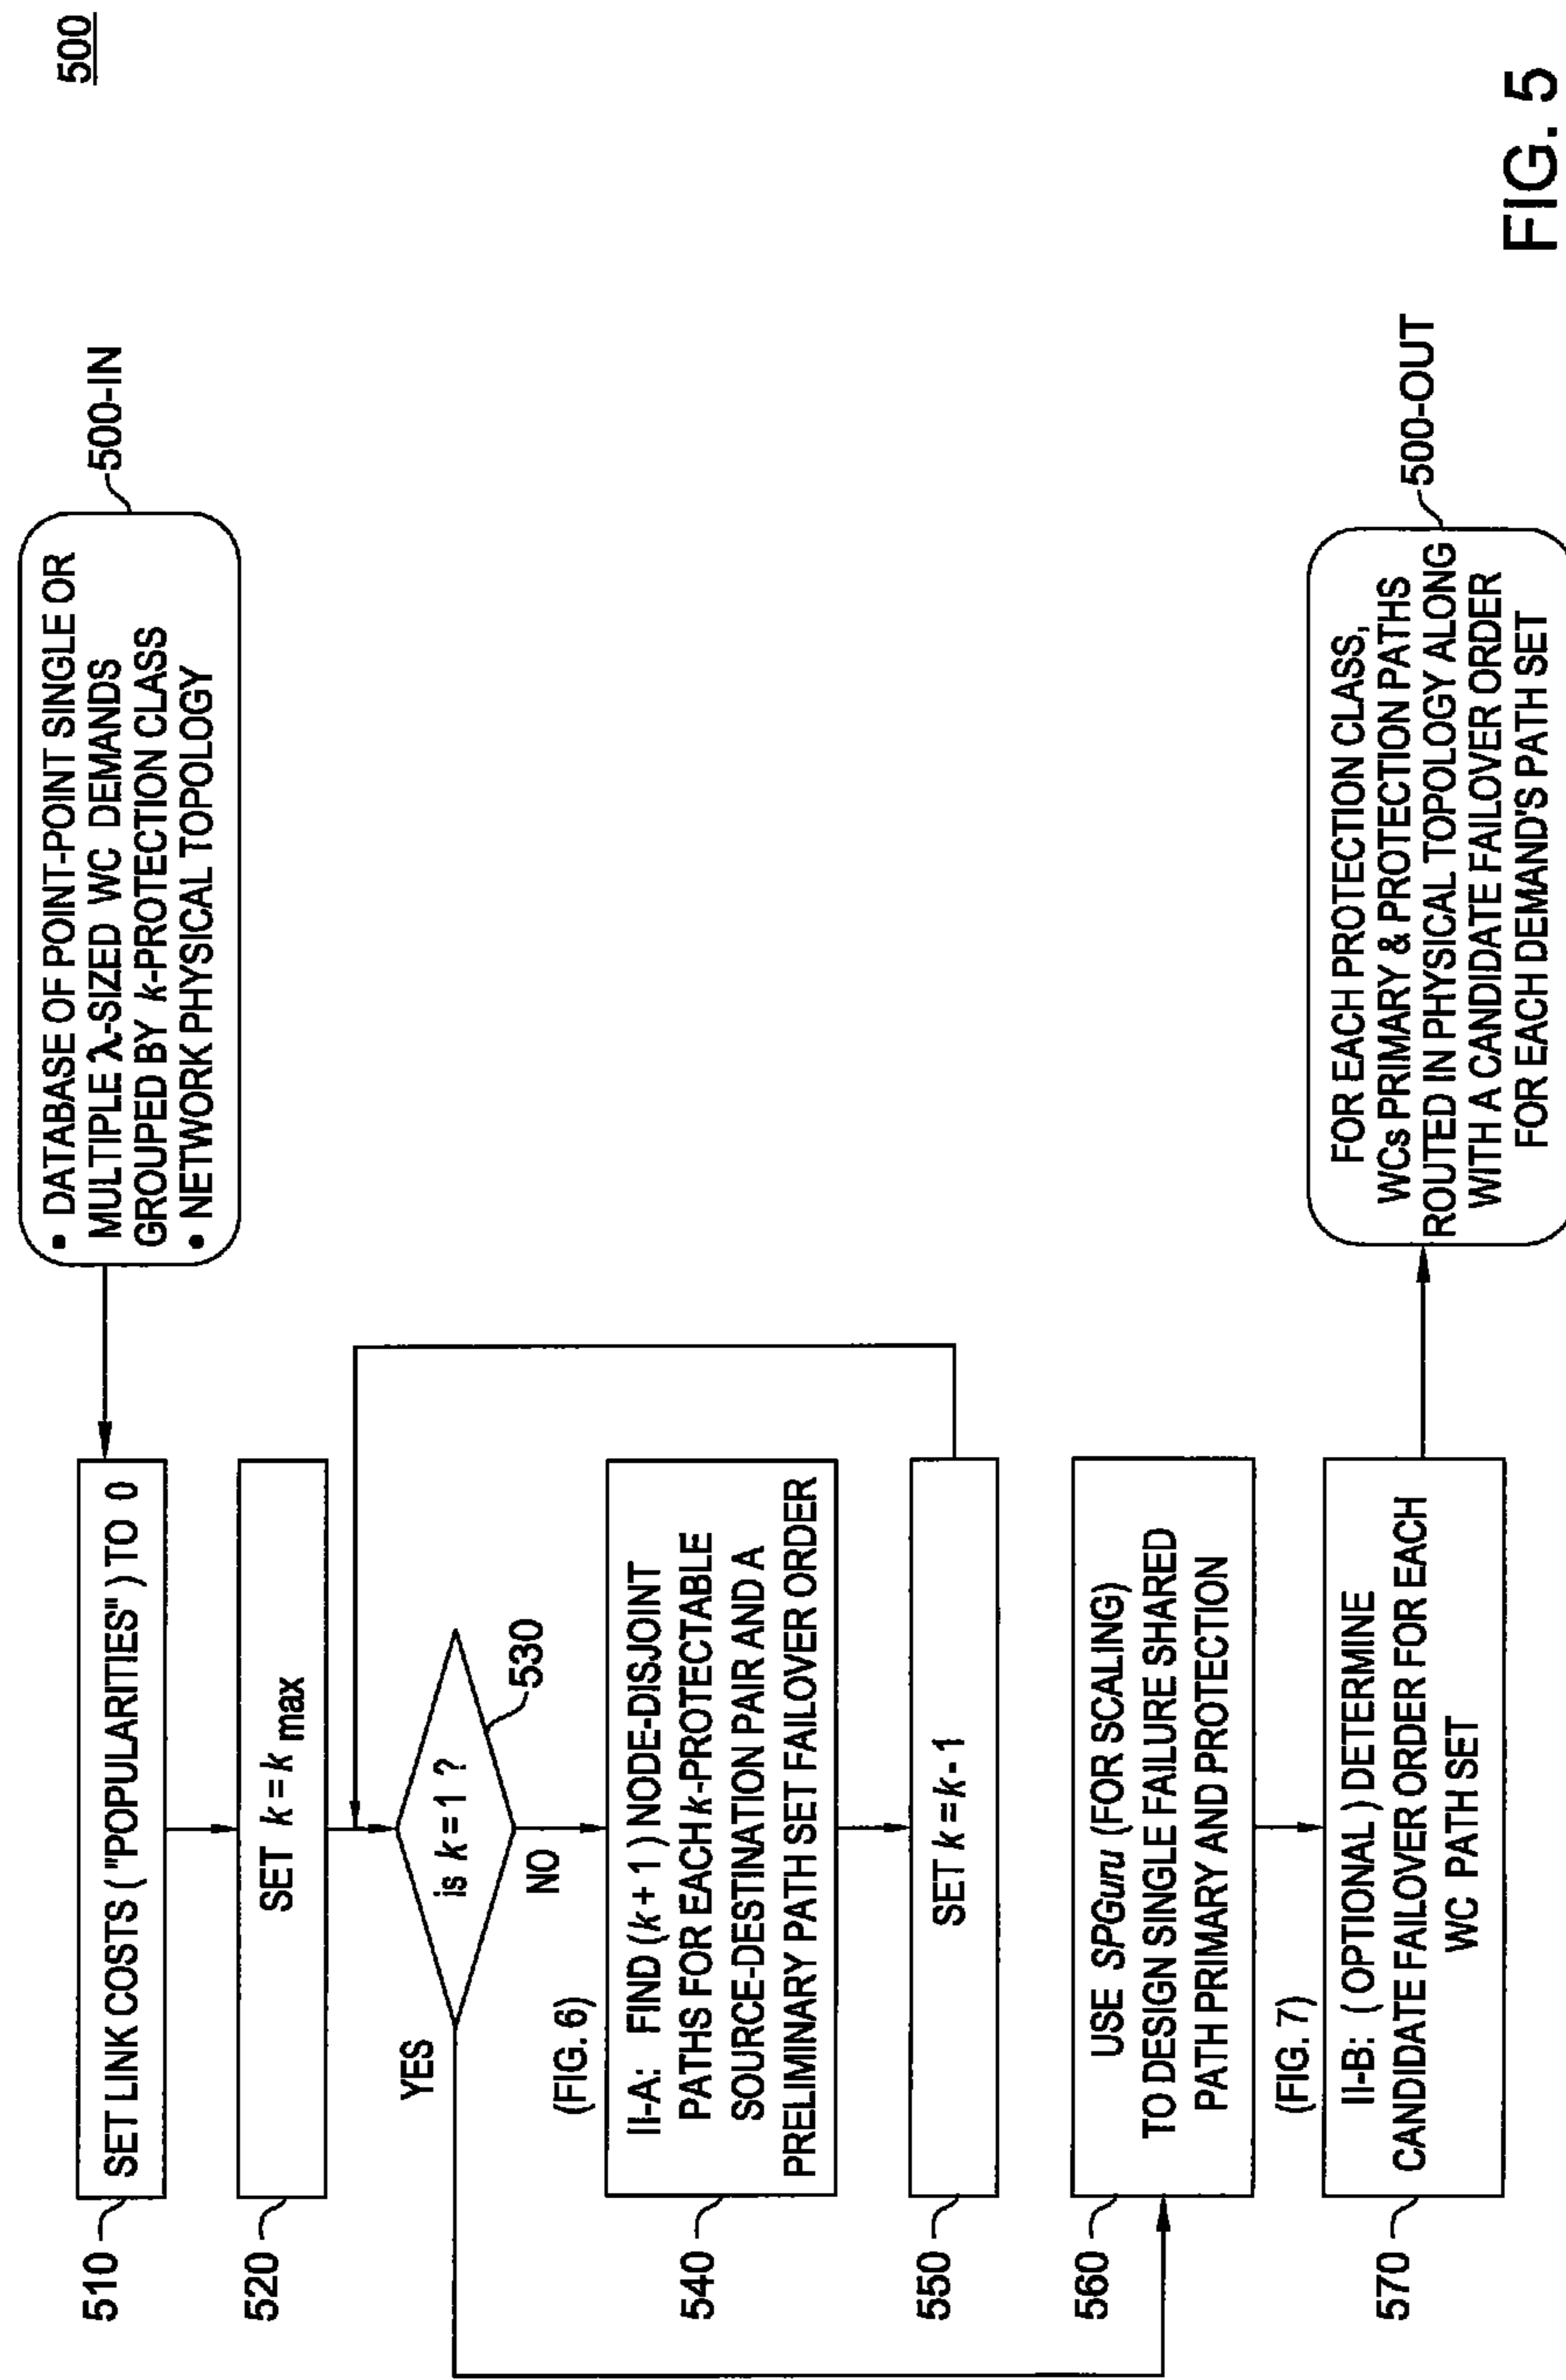 500
500-IN
• DATABASE OF POINT-POINT SINGLE OR
MULTIPLE λ-SIZED WC DEMANDS
GROUPED BY k-PROTECTION CLASS
• NETWORK PHYSICAL TOPOLOGY
510
SET LINK COSTS ( "POPULARITIES" ) TO 0
520
SET k = k max
is k = 1 ?
530
YES
NO
(FIG. 6)
540
II-A: FIND (k + 1 ) NODE-DISJOINT
PATHS FOR EACH k-PROTECTABLE
SOURCE-DESTINATION PAIR AND A
PRELIMINARY PATH SET FAILOVER ORDER
550
SET k = k - 1
560
USE SPGuru (FOR SCALING)
TO DESIGN SINGLE FAILURE SHARED
PATH PRIMARY AND PROTECTION
(FIG. 7)
570
II-B: ( OPTIONAL ) DETERMINE
CANDIDATE FAILOVER ORDER FOR EACH
WC PATH SET
500-OUT
FOR EACH PROTECTION CLASS,
WCs PRIMARY & PROTECTION PATHS
ROUTED IN PHYSICAL TOPOLOGY ALONG
WITH A CANDIDATE FAILOVER ORDER
FOR EACH DEMAND'S PATH SET
FIG. 5